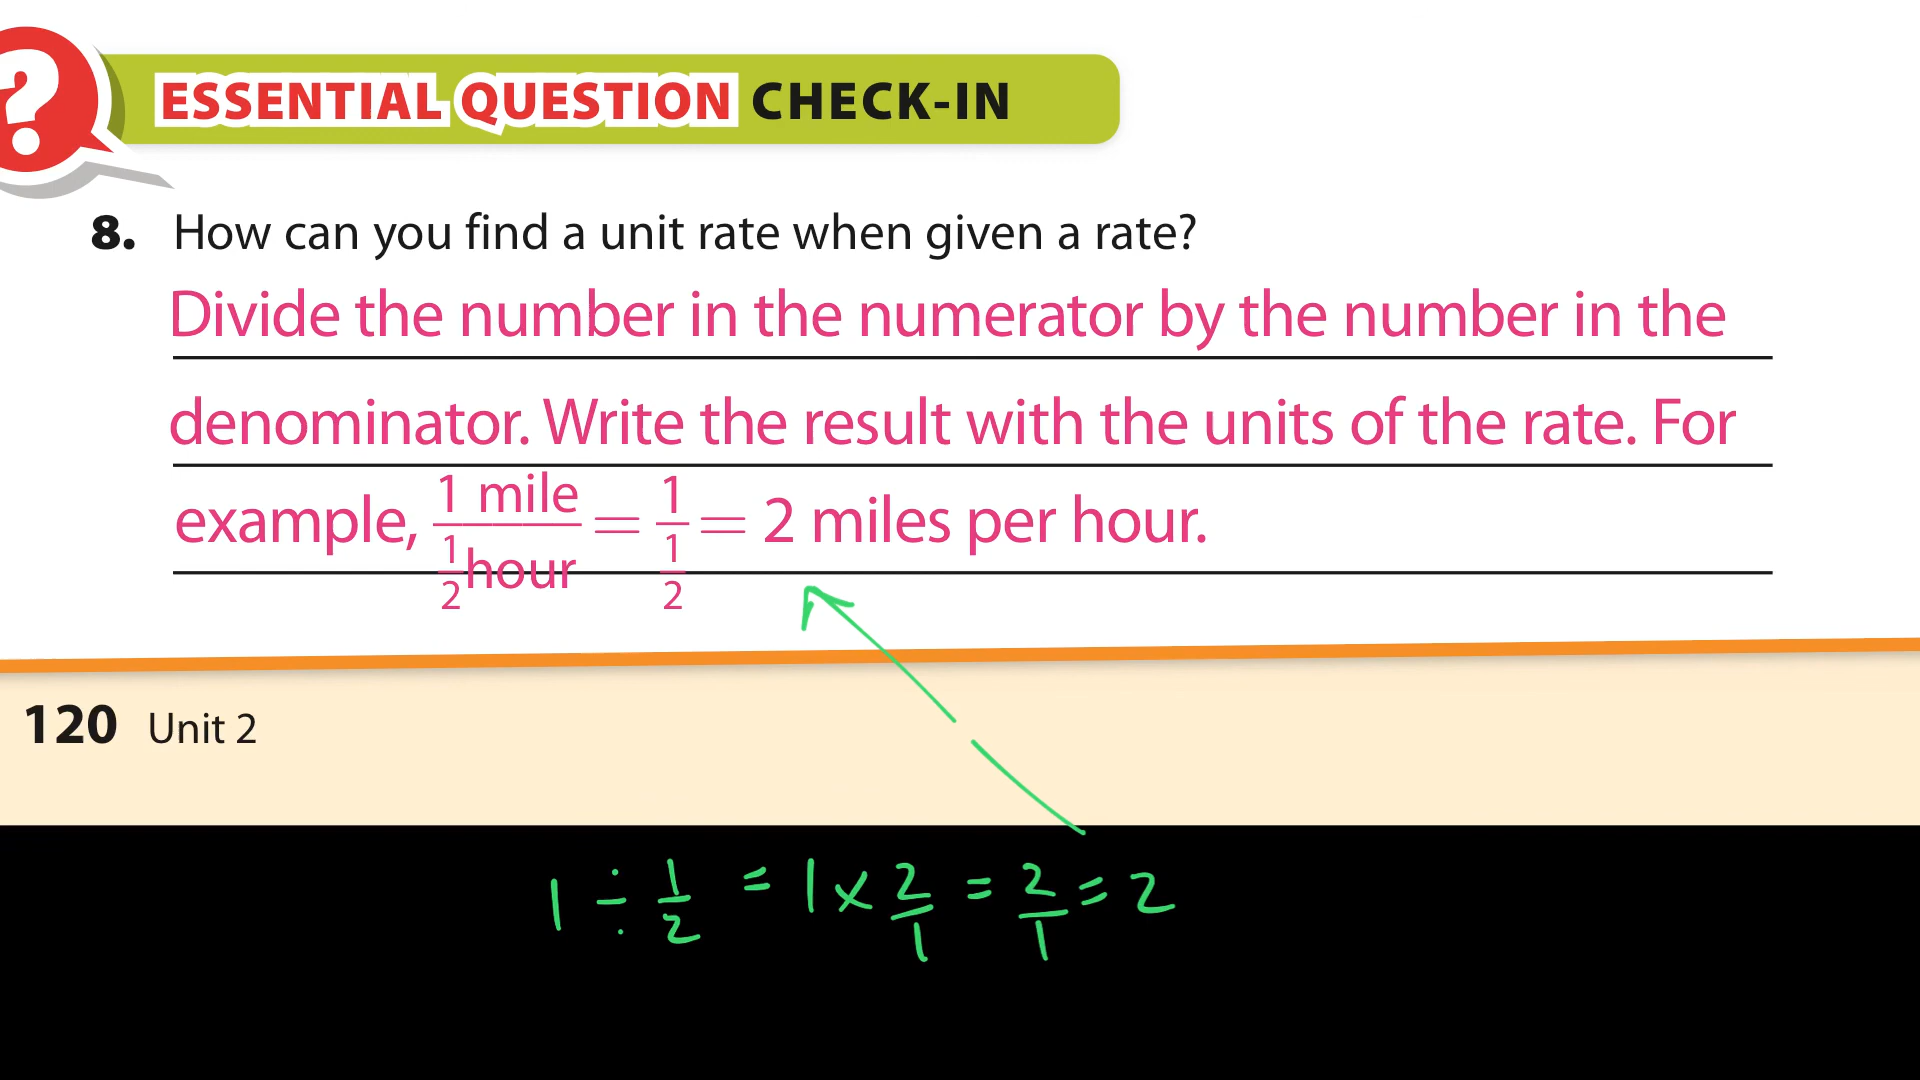 ?
ESSENTIAL QUESTION CHECK-IN
8. How can you find a unit rate when given a rate?
Divide the number in the numerator by the number in the
denominator. Write the result with the units of the rate. For
example, 1 mile / 1/2 hour = 1 / 1/2 = 2 miles per hour.
120 Unit 2
1 ÷ 1/2 = 1 × 2/1 = 2/1 = 2